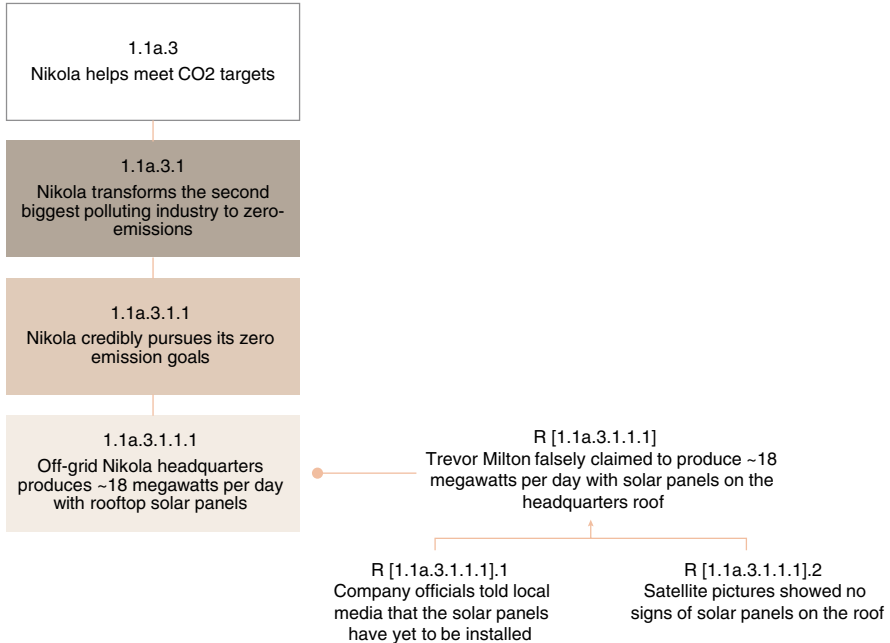 1.1a.3
Nikola helps meet CO2 targets
1.1a.3.1
Nikola transforms the second
biggest polluting industry to zero-
emissions
1.1a.3.1.1
Nikola credibly pursues its zero
emission goals
1.1a.3.1.1.1
Off-grid Nikola headquarters
produces ~18 megawatts per day
with rooftop solar panels
R [1.1a.3.1.1.1]
Trevor Milton falsely claimed to produce ~18
megawatts per day with solar panels on the
headquarters roof
R [1.1a.3.1.1.1].1
Company officials told local
media that the solar panels
have yet to be installed
R [1.1a.3.1.1.1].2
Satellite pictures showed no
signs of solar panels on the roof